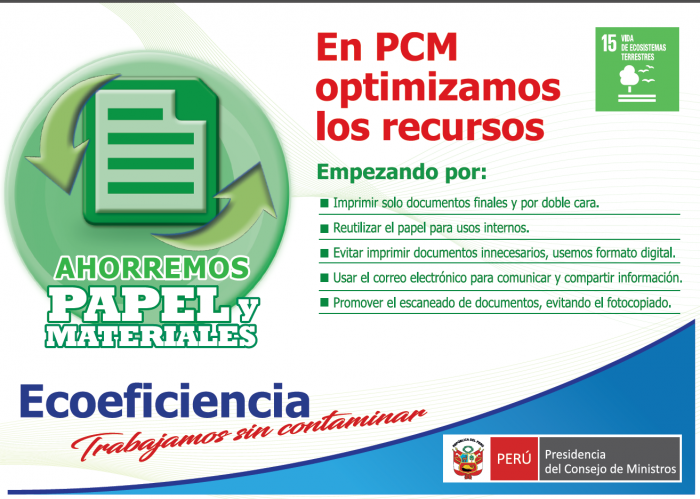 En PCM
optimizamos
los recursos
15 VIDA
DE ECOSISTEMAS
TERRESTRES
Empezando por:
Imprimir solo documentos finales y por doble cara.
Reutilizar el papel para usos internos.
Evitar imprimir documentos innecesarios, usemos formato digital.
Usar el correo electrónico para comunicar y compartir información.
Promover el escaneado de documentos, evitando el fotocopiado.
AHORREMOS
PAPEL y
MATERIALES
Ecoeficiencia
Trabajamos sin contaminar
REPÚBLICA DEL PERÚ
PERÚ
Presidencia
del Consejo de Ministros